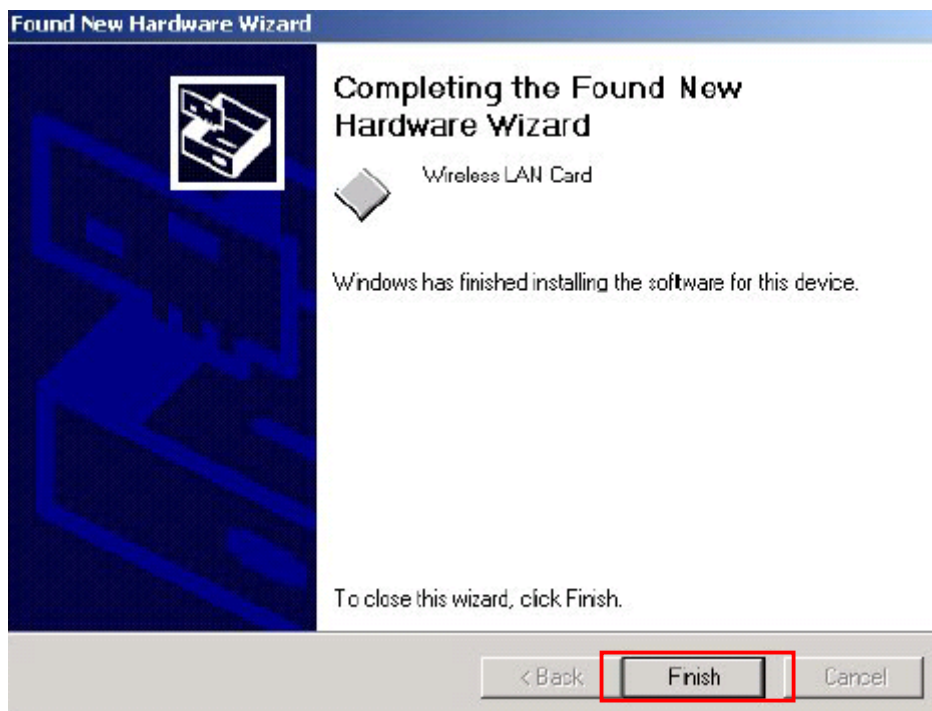 Found New Hardware Wizard
Completing the Found New
Hardware Wizard
Wireless LAN Card
Windows has finished installing the software for this device.
To close this wizard, click Finish.
< Back
Finish
Cancel